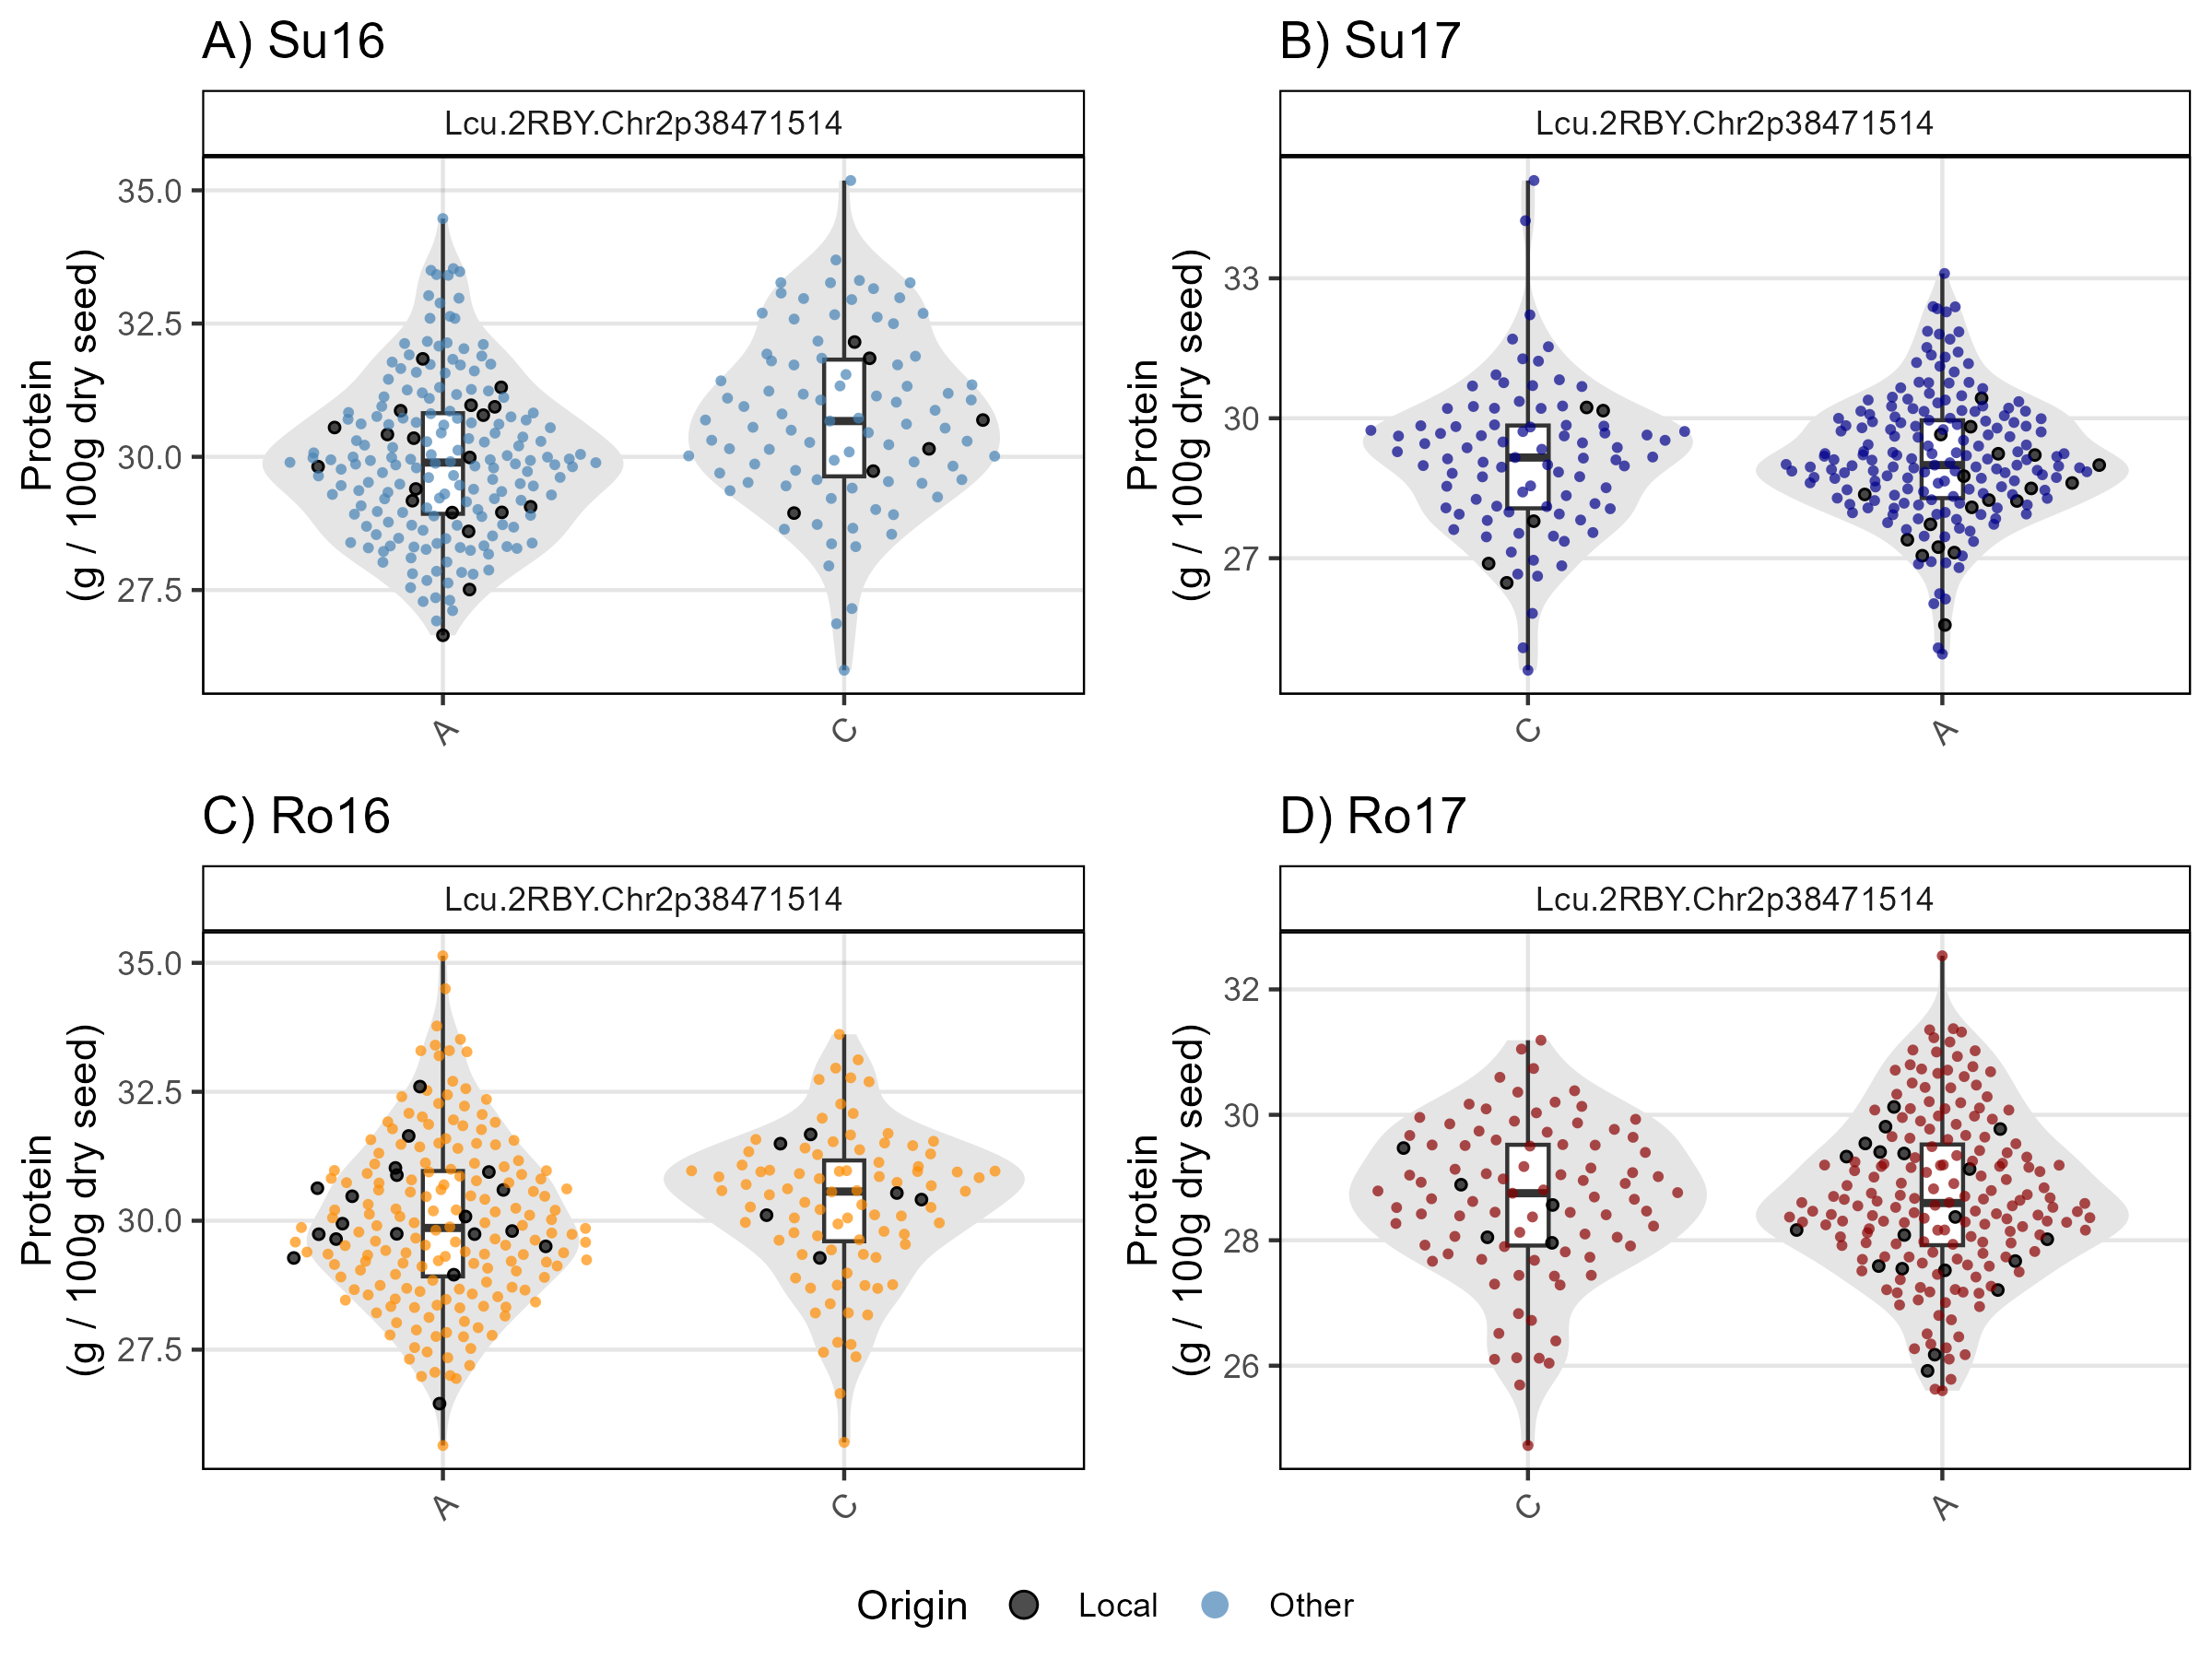 A) Su16
Lcu.2RBY.Chr2p38471514
Protein
(g / 100g dry seed)
35.0
32.5
30.0
27.5
A
C
B) Su17
Lcu.2RBY.Chr2p38471514
Protein
(g / 100g dry seed)
33
30
27
C
A
C) Ro16
Lcu.2RBY.Chr2p38471514
Protein
(g / 100g dry seed)
35.0
32.5
30.0
27.5
A
C
D) Ro17
Lcu.2RBY.Chr2p38471514
Protein
(g / 100g dry seed)
32
30
28
26
C
A
Origin Local Other